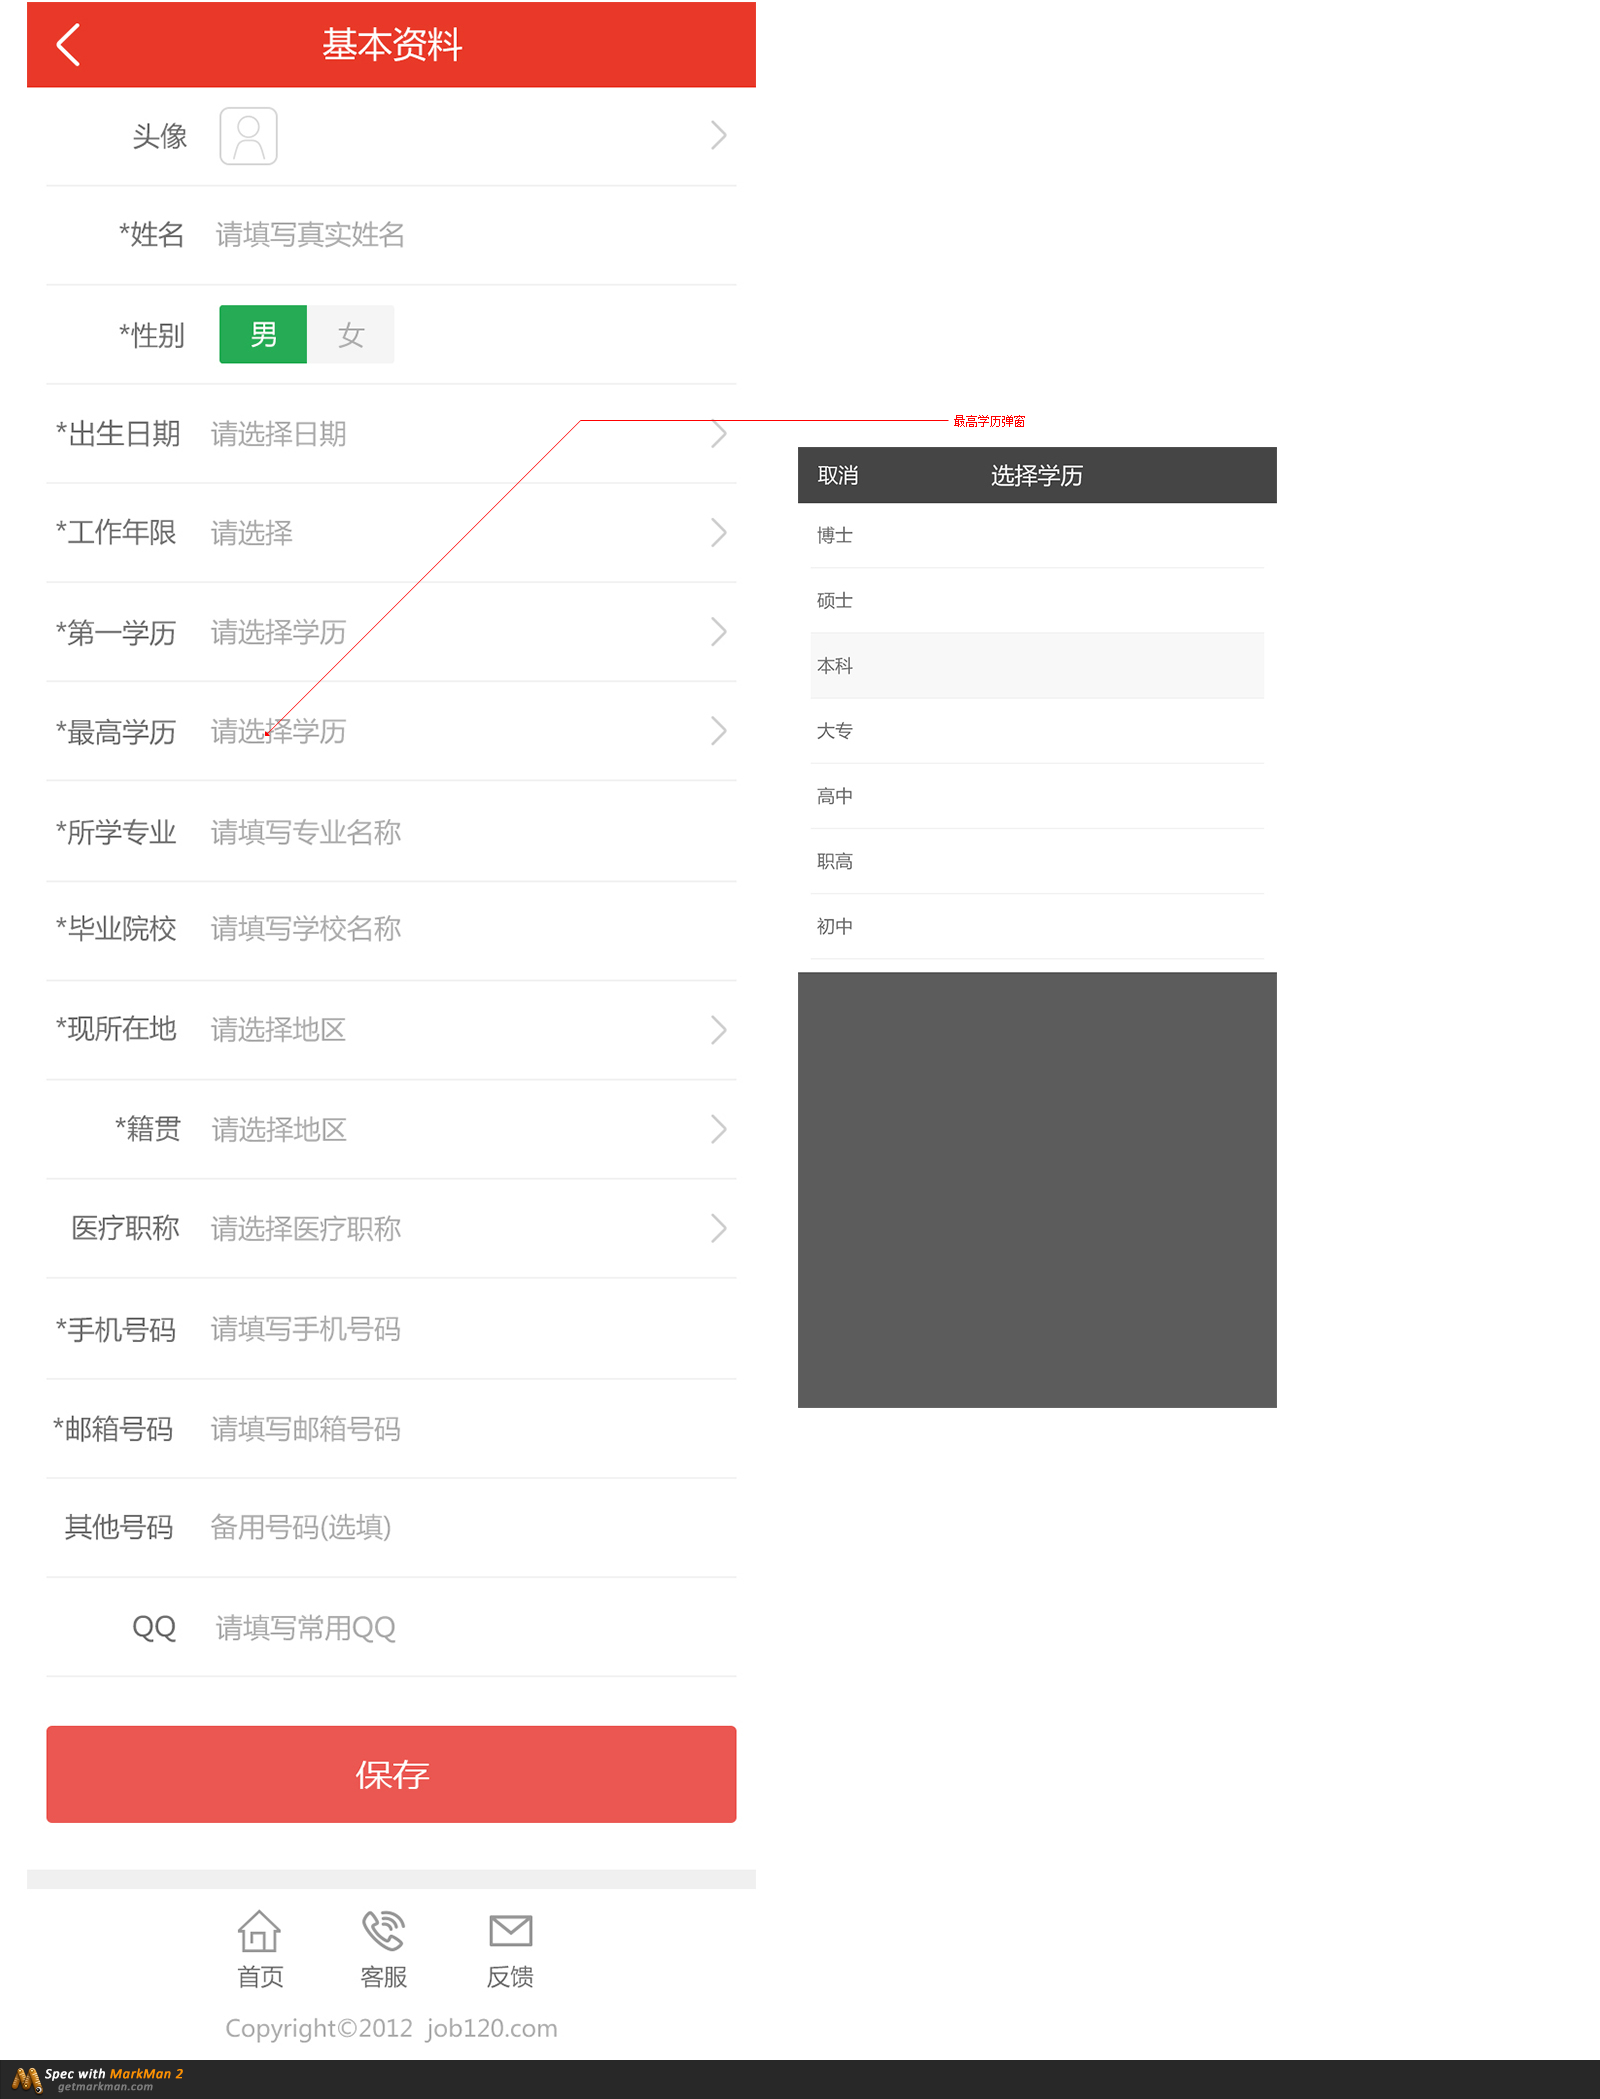 基本资料
头像
*姓名 请填写真实姓名
*性别 男 女
*出生日期 请选择日期
*工作年限 请选择
*第一学历 请选择学历
*最高学历 请选择学历
*所学专业 请填写专业名称
*毕业院校 请填写学校名称
*现所在地 请选择地区
*籍贯 请选择地区
医疗职称 请选择医疗职称
*手机号码 请填写手机号码
*邮箱号码 请填写邮箱号码
其他号码 备用号码(选填)
QQ 请填写常用QQ
保存
首页 客服 反馈
Copyright©2012 job120.com
最高学历弹窗
取消 选择学历
博士
硕士
本科
大专
高中
职高
初中
Spec with MarkMan 2
getmarkman.com